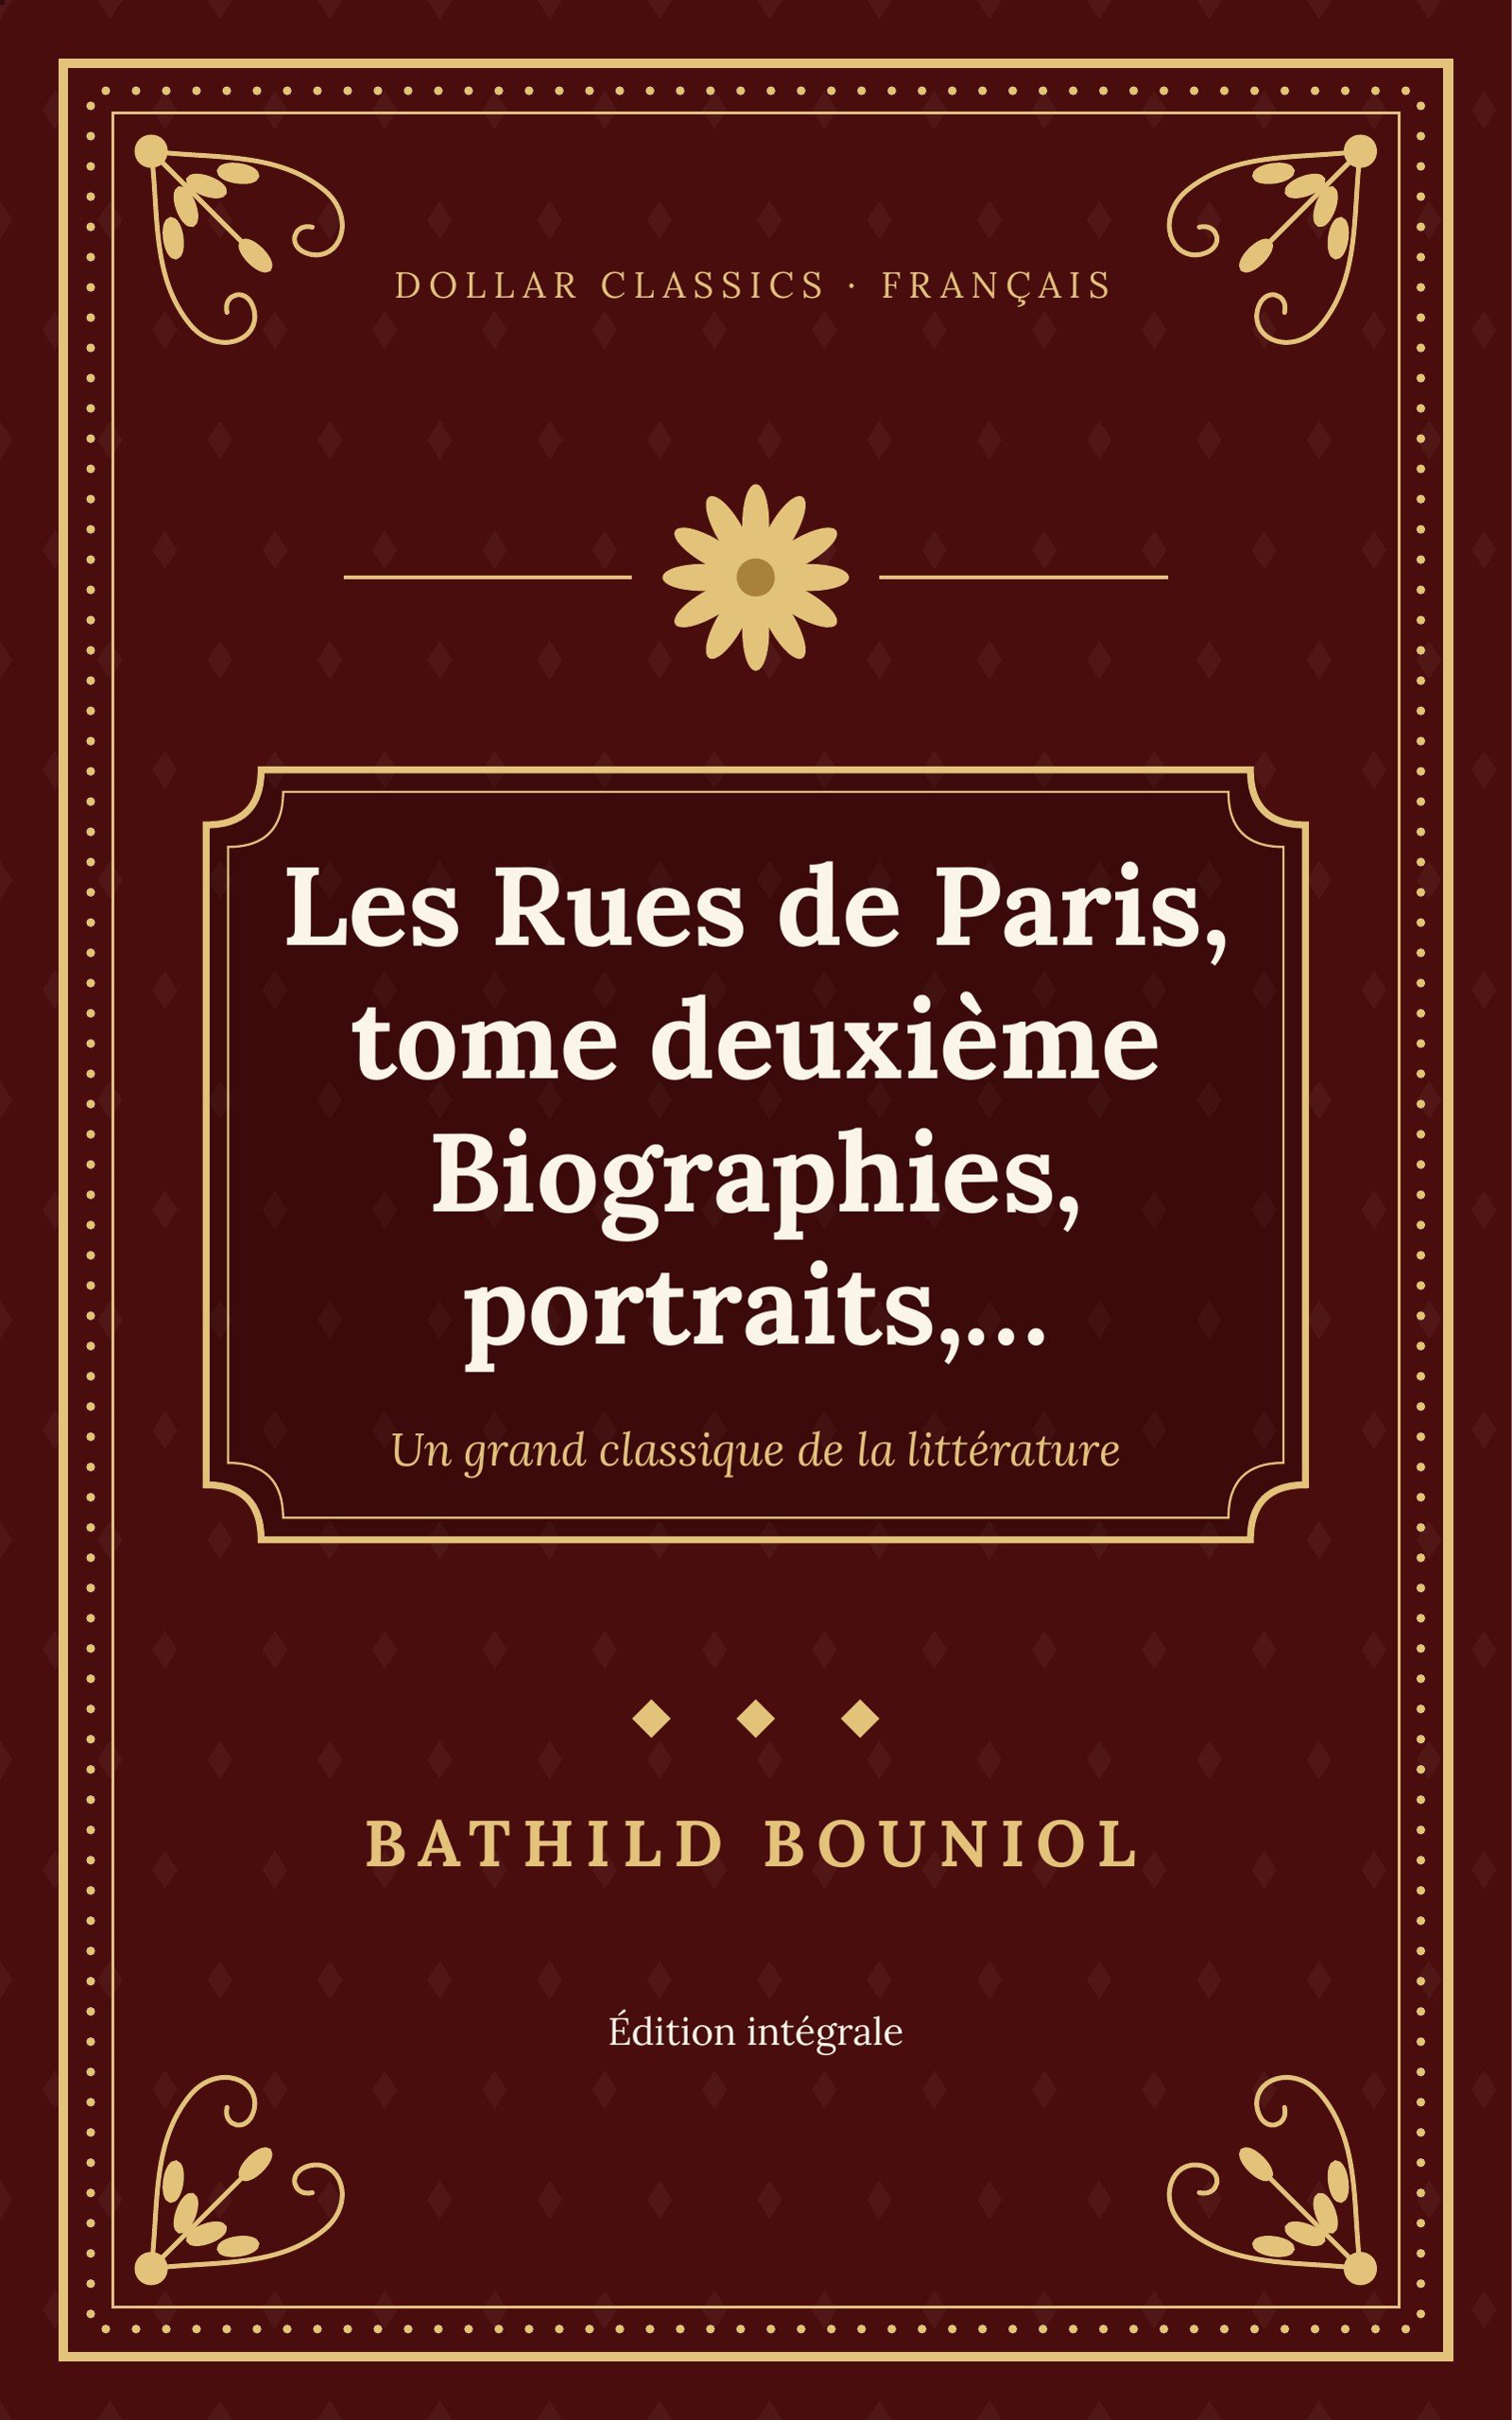 DOLLAR CLASSICS · FRANÇAIS
Les Rues de Paris,
tome deuxième
Biographies,
portraits,...
Un grand classique de la littérature
BATHILD BOUNIOL
Édition intégrale